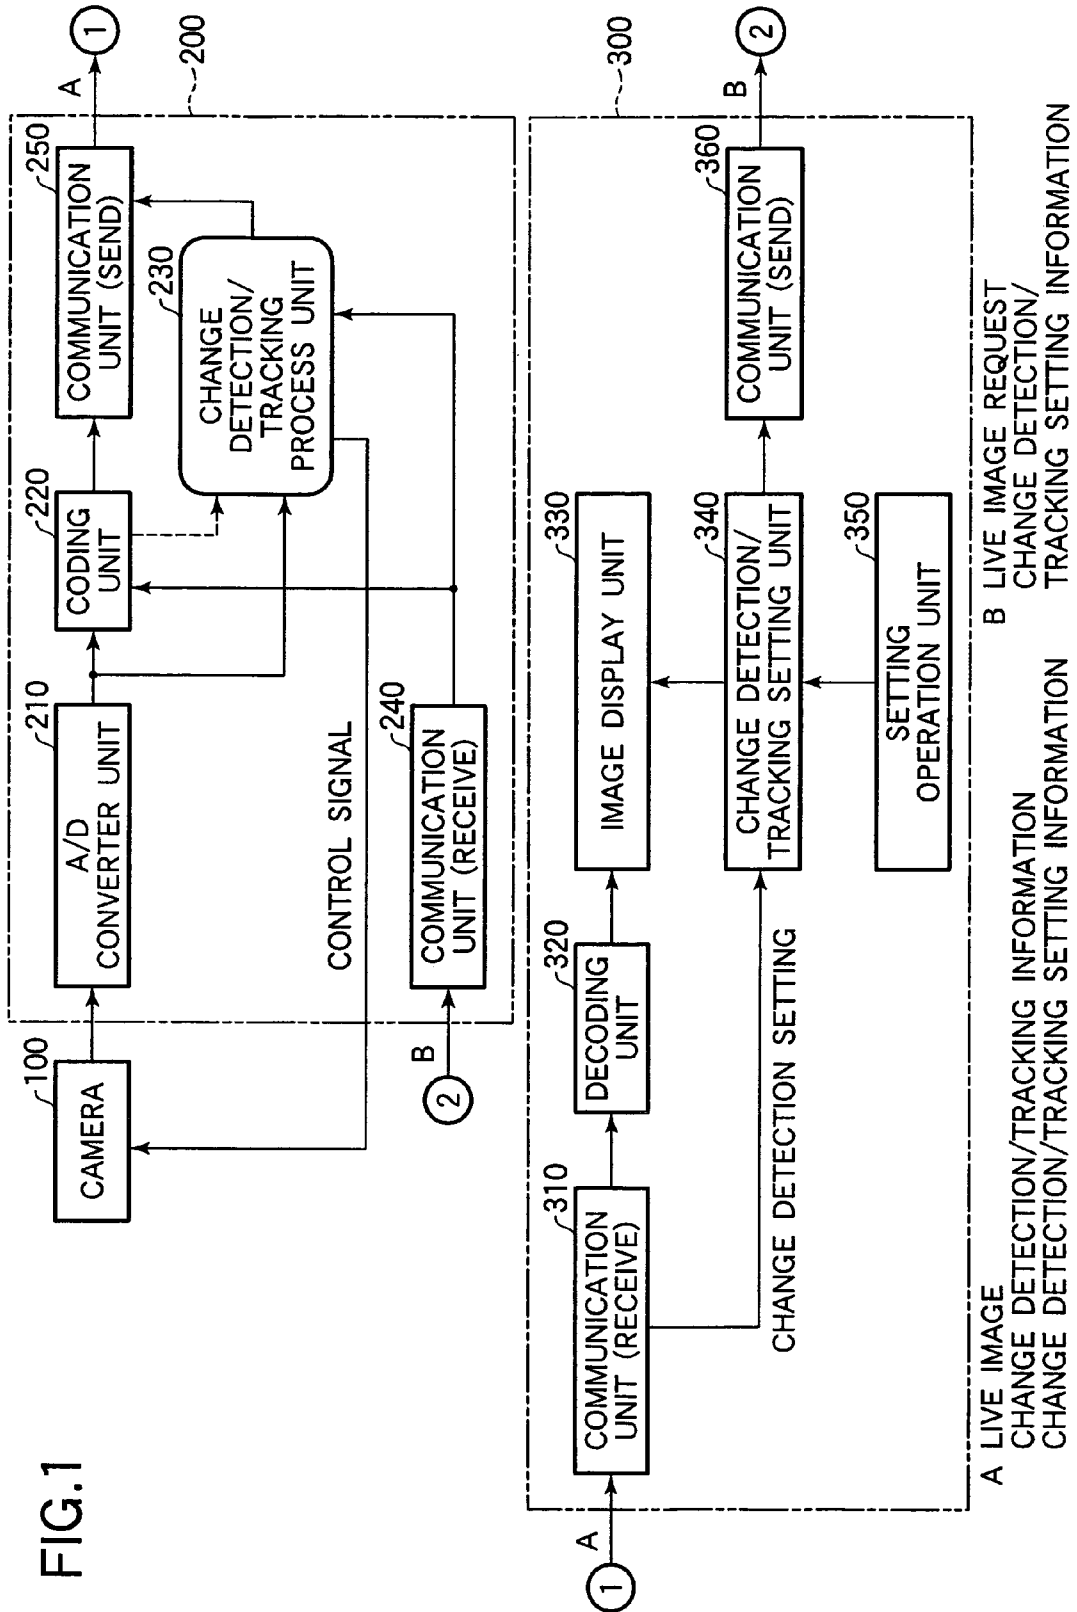 FIG.1
100
CAMERA
210
A/D
CONVERTER UNIT
220
CODING
UNIT
250
COMMUNICATION
UNIT (SEND)
A
1
200
230
CHANGE
DETECTION/
TRACKING
PROCESS UNIT
CONTROL SIGNAL
240
COMMUNICATION
UNIT (RECEIVE)
B
2
300
1
A
310
COMMUNICATION
UNIT (RECEIVE)
320
DECODING
UNIT
330
IMAGE DISPLAY UNIT
CHANGE DETECTION SETTING
340
CHANGE DETECTION/
TRACKING SETTING UNIT
350
SETTING
OPERATION UNIT
360
COMMUNICATION
UNIT (SEND)
B
2
A LIVE IMAGE
CHANGE DETECTION/TRACKING INFORMATION
CHANGE DETECTION/TRACKING SETTING INFORMATION
B LIVE IMAGE REQUEST
CHANGE DETECTION/
TRACKING SETTING INFORMATION